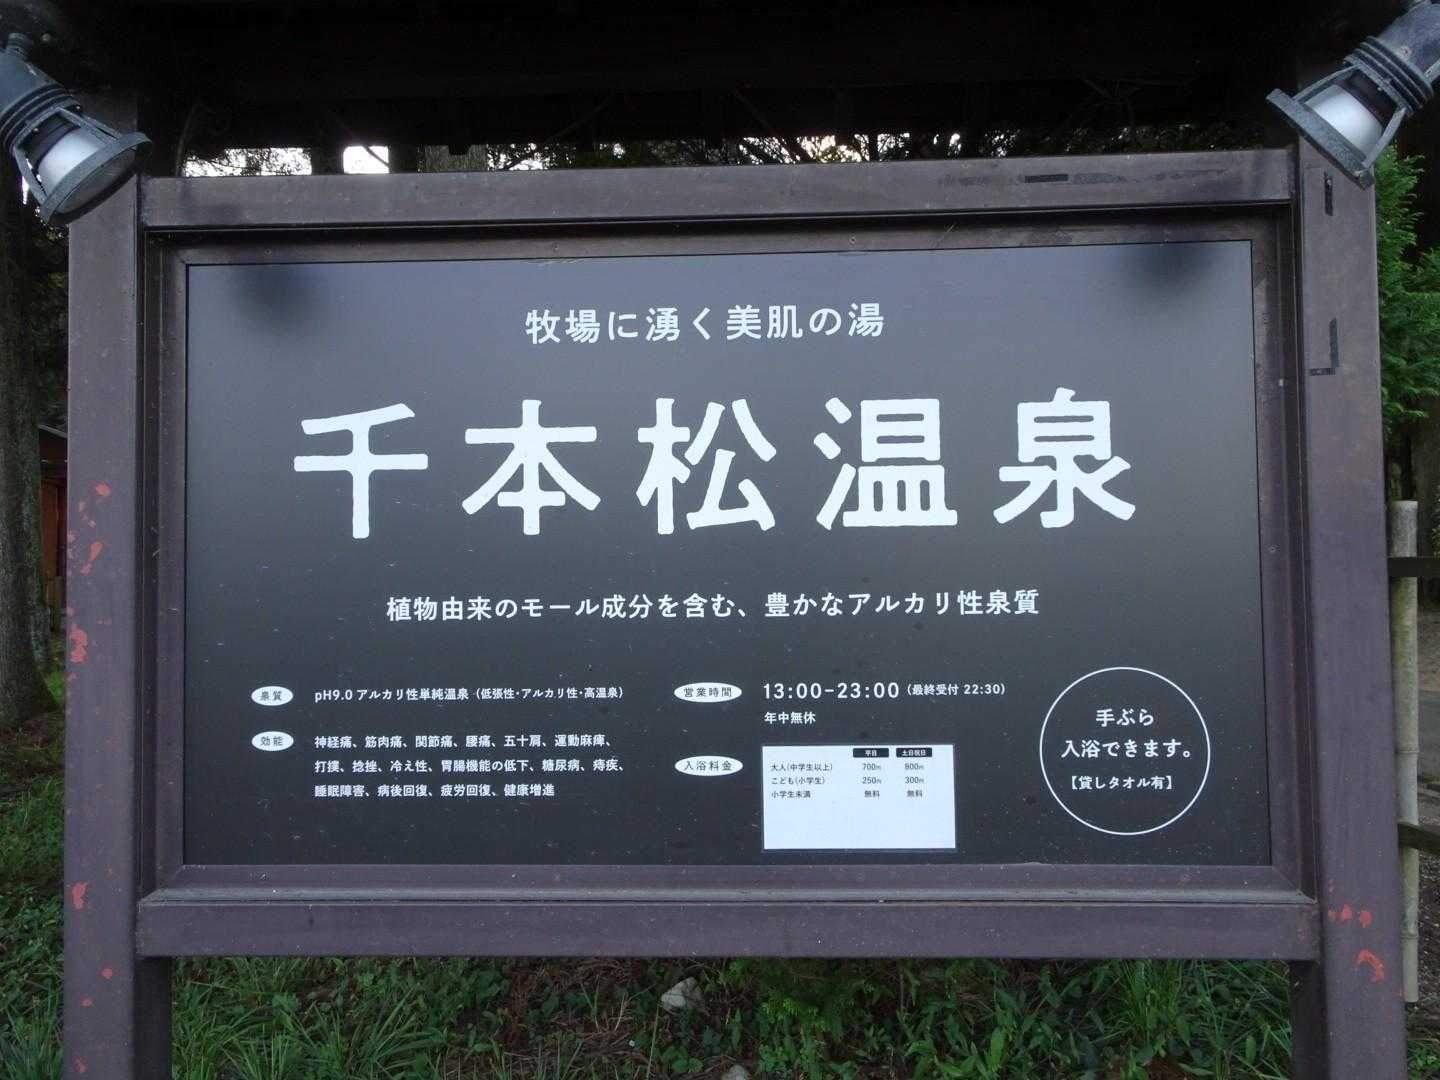 牧場に湧く美肌の湯
千本松温泉
植物由来のモール成分を含む、豊かなアルカリ性泉質
泉質 pH9.0 アルカリ性単純温泉（低張性・アルカリ性・高温泉）
効能 神経痛、筋肉痛、関節痛、腰痛、五十肩、運動麻痺、
打撲、捻挫、冷え性、胃腸機能の低下、糖尿病、痔疾、
睡眠障害、病後回復、疲労回復、健康増進
営業時間 13:00-23:00（最終受付 22:30）
年中無休
入浴料金
平日 土日祝日
大人(中学生以上) 700円 800円
こども(小学生) 250円 300円
小学生未満 無料 無料
手ぶら
入浴できます。
【貸しタオル有】